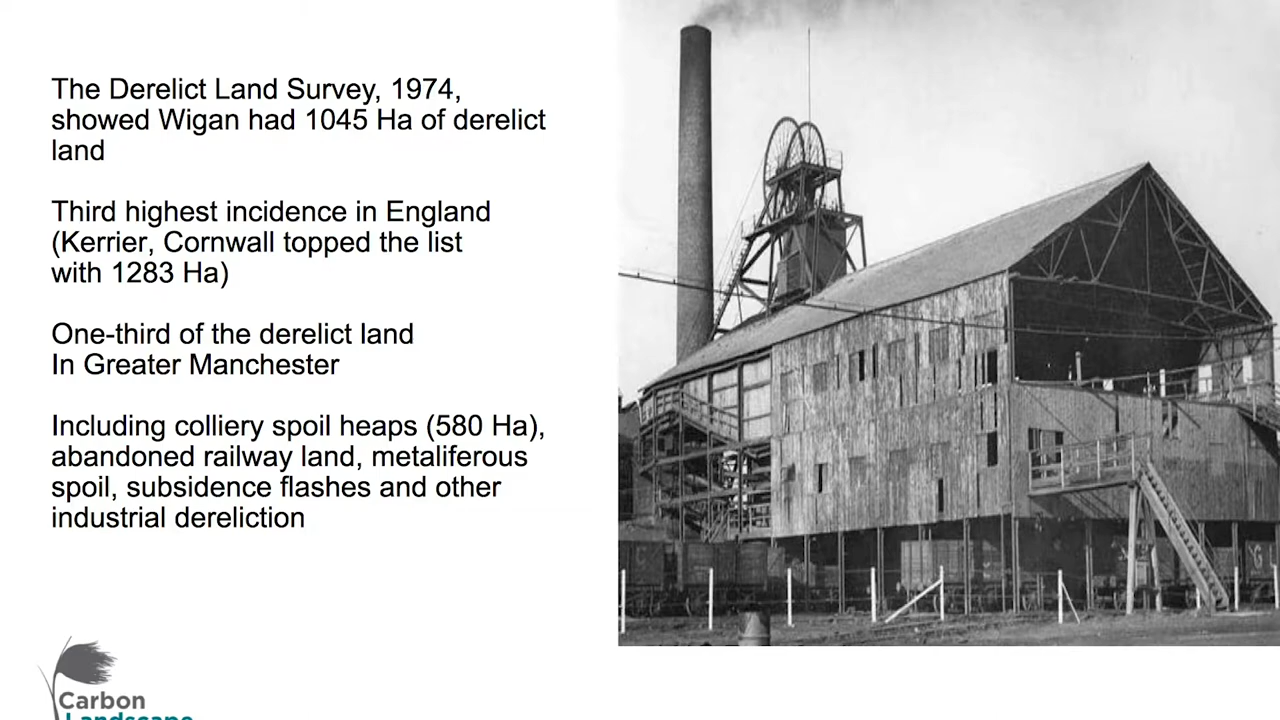 The Derelict Land Survey, 1974,
showed Wigan had 1045 Ha of derelict
land
Third highest incidence in England
(Kerrier, Cornwall topped the list
with 1283 Ha)
One-third of the derelict land
In Greater Manchester
Including colliery spoil heaps (580 Ha),
abandoned railway land, metaliferous
spoil, subsidence flashes and other
industrial dereliction
Carbon
Landscape